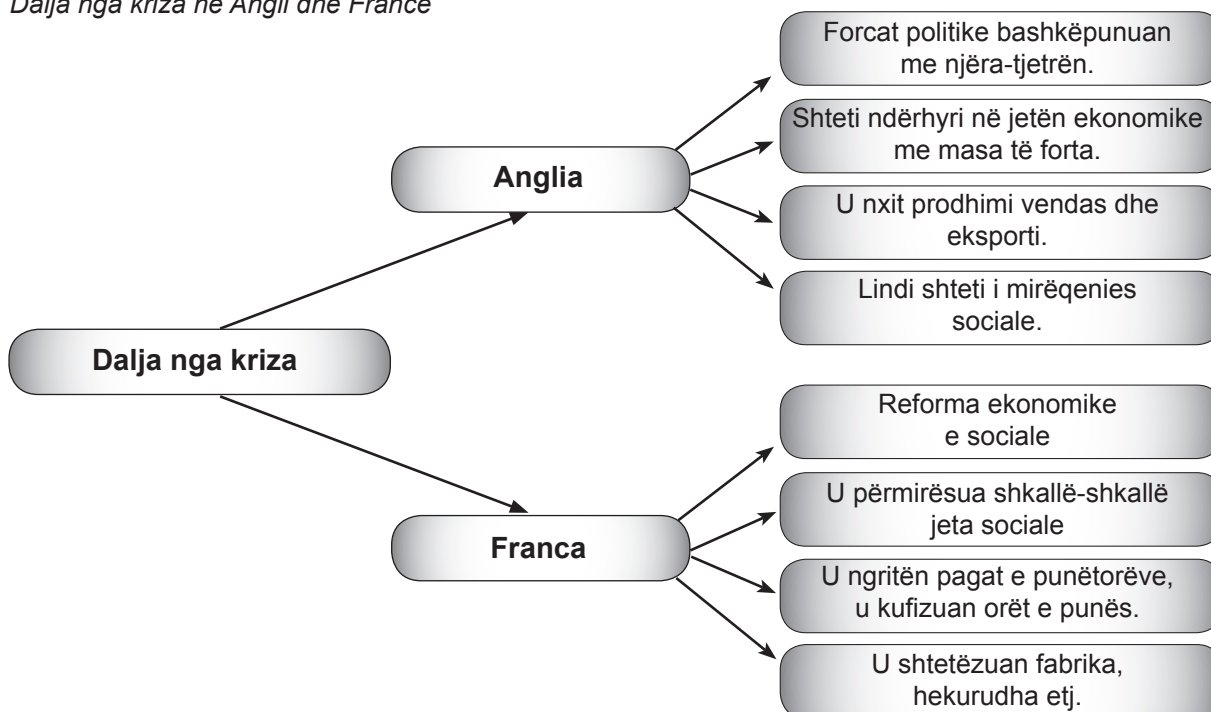 Dalja nga kriza në Angli dhe Francë
Forcat politike bashkëpunuan
me njëra-tjetrën.
Shteti ndërhyri në jetën ekonomike
me masa të forta.
Anglia
U nxit prodhimi vendas dhe
eksporti.
Lindi shteti i mirëqenies
sociale.
Dalja nga kriza
Reforma ekonomike
e sociale
U përmirësua shkallë-shkallë
jeta sociale
Franca
U ngritën pagat e punëtorëve,
u kufizuan orët e punës.
U shtetëzuan fabrika,
hekurudha etj.